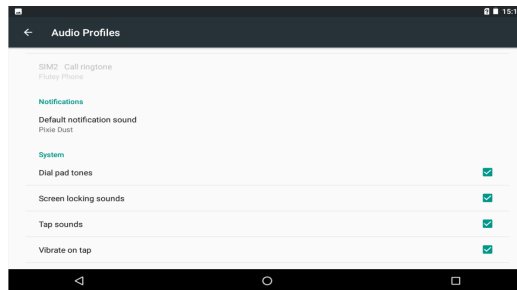 15:1
Audio Profiles
SIM2 Call ringtone
Flutey Phone
Notifications
Default notification sound
Pixie Dust
System
Dial pad tones
Screen locking sounds
Tap sounds
Vibrate on tap